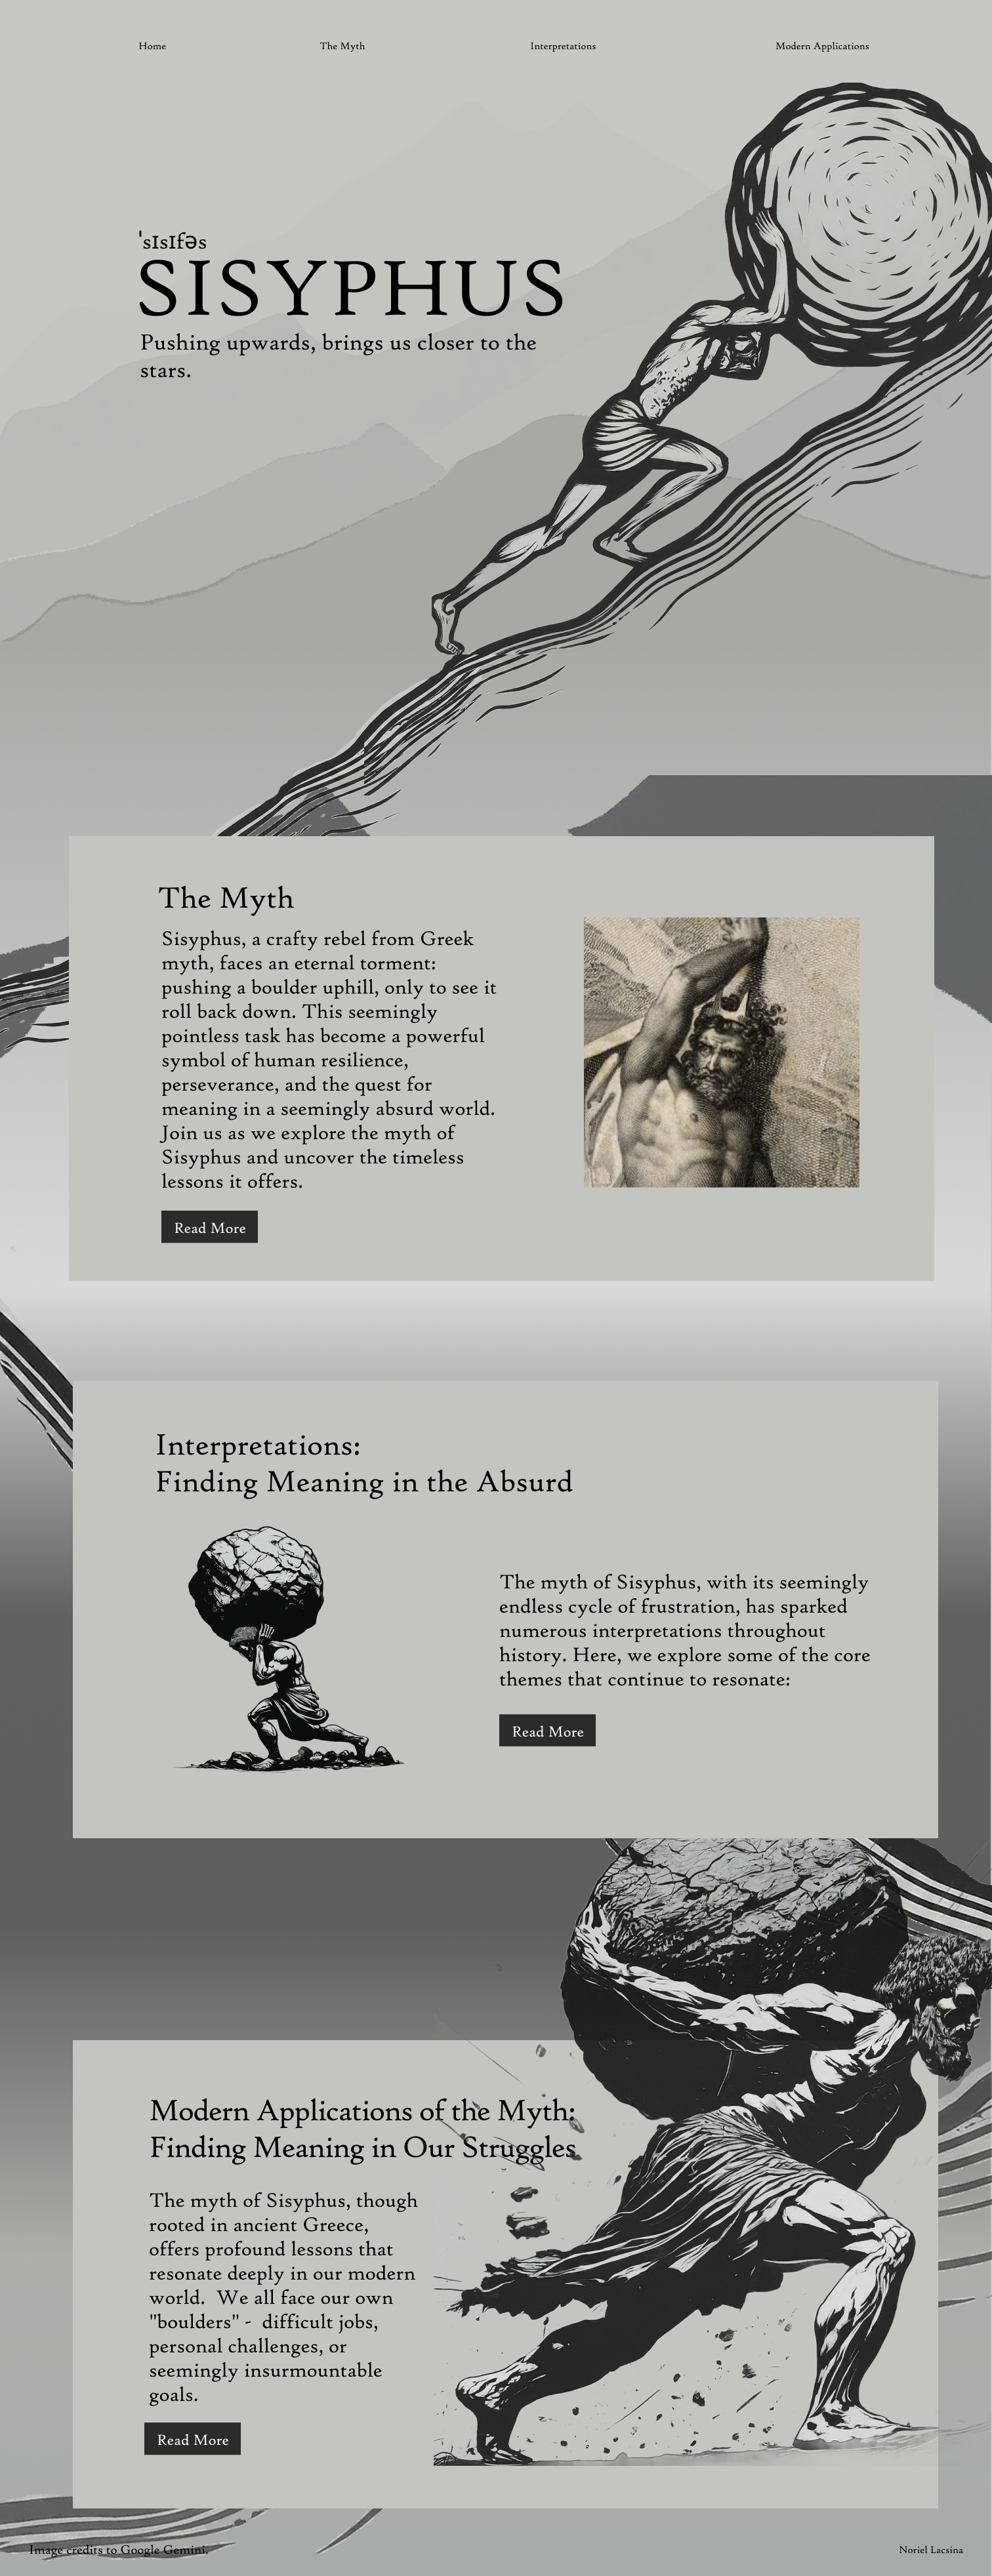 Home
The Myth
Interpretations
Modern Applications
ˈsɪsɪfəs
SISYPHUS
Pushing upwards, brings us closer to the
stars.
The Myth
Sisyphus, a crafty rebel from Greek
myth, faces an eternal torment:
pushing a boulder uphill, only to see it
roll back down. This seemingly
pointless task has become a powerful
symbol of human resilience,
perseverance, and the quest for
meaning in a seemingly absurd world.
Join us as we explore the myth of
Sisyphus and uncover the timeless
lessons it offers.
Read More
Interpretations:
Finding Meaning in the Absurd
The myth of Sisyphus, with its seemingly
endless cycle of frustration, has sparked
numerous interpretations throughout
history. Here, we explore some of the core
themes that continue to resonate:
Read More
Modern Applications of the Myth:
Finding Meaning in Our Struggles
The myth of Sisyphus, though
rooted in ancient Greece,
offers profound lessons that
resonate deeply in our modern
world.  We all face our own
"boulders" -  difficult jobs,
personal challenges, or
seemingly insurmountable
goals.
Read More
Image credits to Google Gemini.
Noriel Lacsina